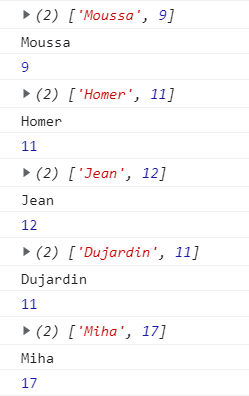 ▶ (2) ['Moussa', 9]
Moussa
9
▶ (2) ['Homer', 11]
Homer
11
▶ (2) ['Jean', 12]
Jean
12
▶ (2) ['Dujardin', 11]
Dujardin
11
▶ (2) ['Miha', 17]
Miha
17